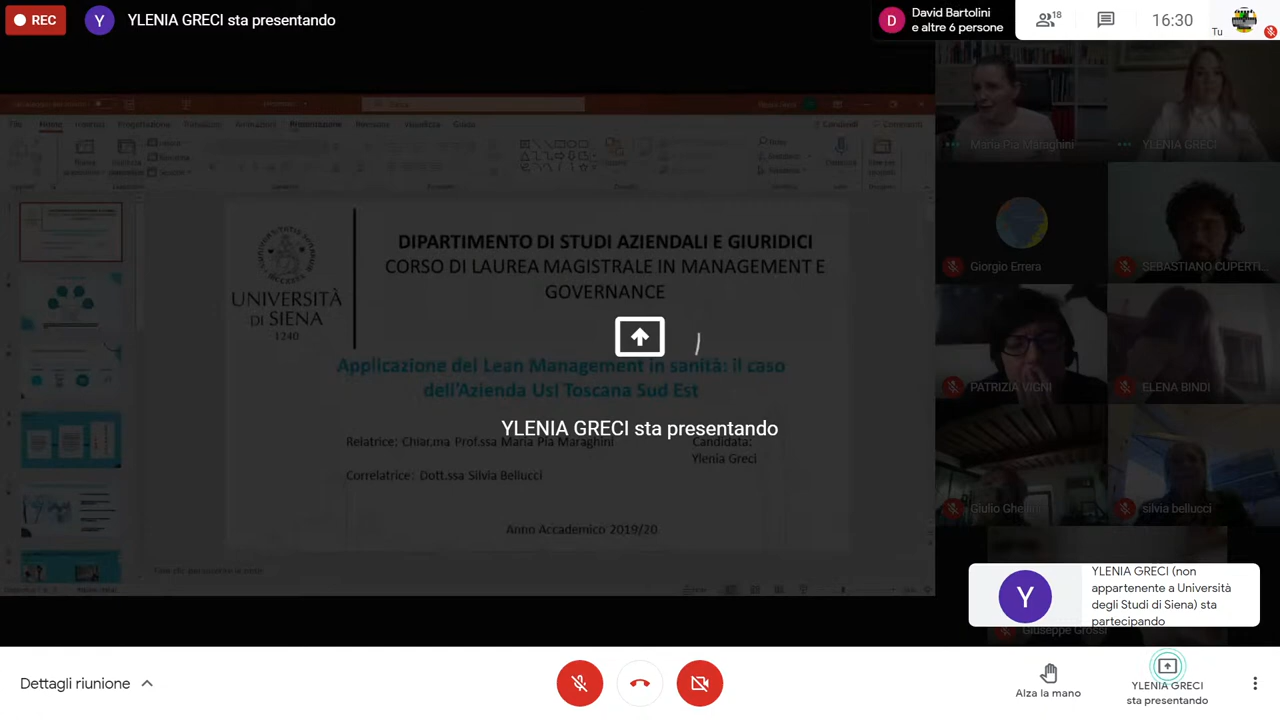 REC
Y
YLENIA GRECI sta presentando
D
David Bartolini
e altre 6 persone
18
16:30
Tu
Maria Pia Maraghini
YLENIA GRECI
Giorgio Errera
SEBASTIANO CUPERTI...
PATRIZIA VIGNI
ELENA BINDI
Giulio Ghellini
silvia bellucci
Giuseppe Grossi
UNIVERSITÀ
DI SIENA
1240
DIPARTIMENTO DI STUDI AZIENDALI E GIURIDICI
CORSO DI LAUREA MAGISTRALE IN MANAGEMENT E
GOVERNANCE
Applicazione del Lean Management in sanità: il caso
dell'Azienda Usl Toscana Sud Est
YLENIA GRECI sta presentando
Relatrice: Chiar.ma Prof.ssa Maria Pia Maraghini
Candidata:
Ylenia Greci
Correlatrice: Dott.ssa Silvia Bellucci
Anno Accademico 2019/20
Y
YLENIA GRECI (non
appartenente a Università
degli Studi di Siena) sta
partecipando
Dettagli riunione
Alza la mano
YLENIA GRECI
sta presentando